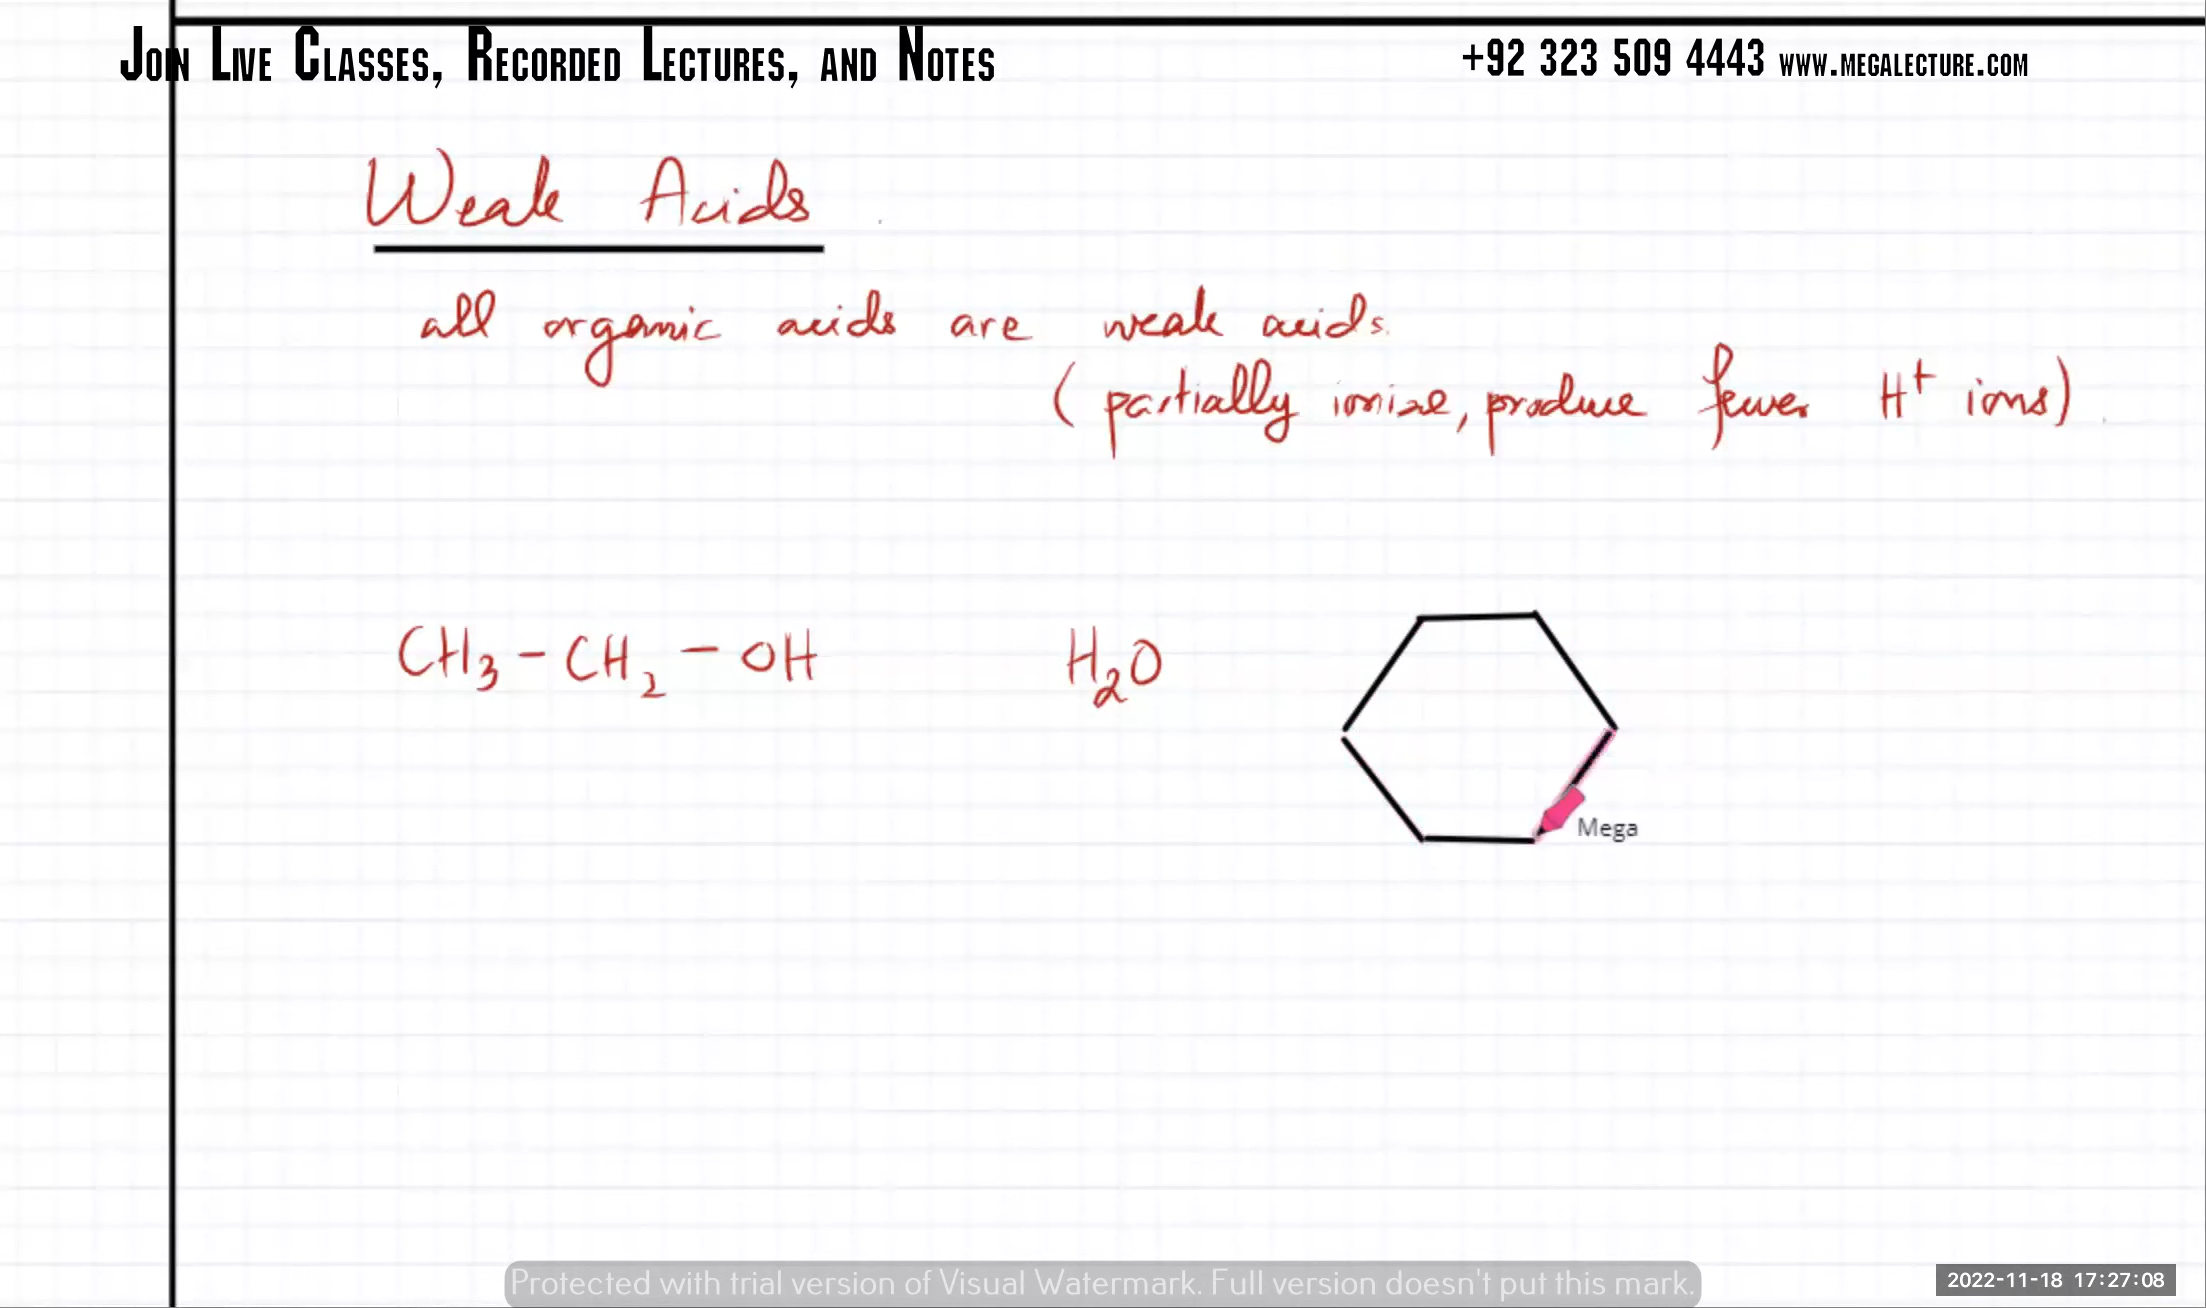 JOIN LIVE CLASSES, RECORDED LECTURES, AND NOTES +92 323 509 4443 WWW.MEGALECTURE.COM
Weak Acids
all organic acids are weak acids.
(partially ionize, produce fewer H⁺ ions)
CH₃-CH₂-OH H₂O
Mega
Protected with trial version of Visual Watermark. Full version doesn't put this mark.
2022-11-18 17:27:08